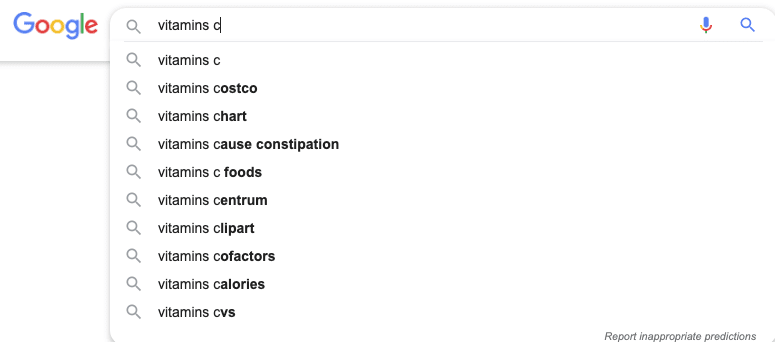 Google
vitamins c
vitamins c
vitamins costco
vitamins chart
vitamins cause constipation
vitamins c foods
vitamins centrum
vitamins clipart
vitamins cofactors
vitamins calories
vitamins cvs
Report inappropriate predictions